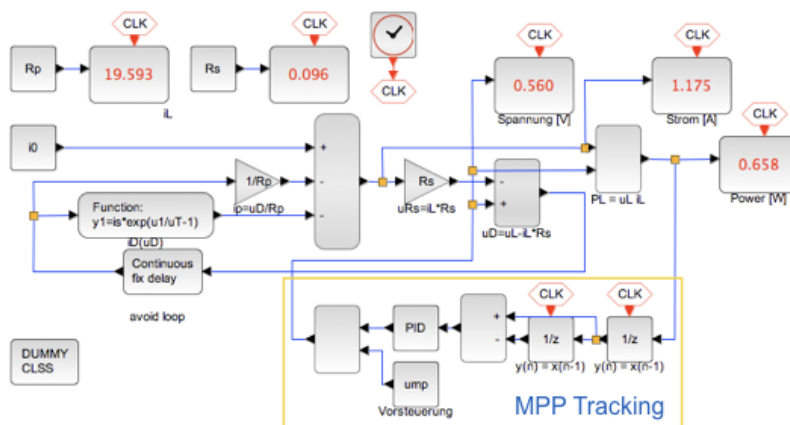 CLK
CLK
CLK
CLK
Rp
19.593
Rs
0.096
0.560
1.175
CLK
iL
Spannung [V]
Strom [A]
i0
+
-
-
1/Rp
ip=uD/Rp
Rs
uRs=iL*Rs
-
+
uD=uL-iL*Rs
PL = uL iL
0.658
Power [W]
Function:
y1=is*exp(u1/uT-1)
iD(uD)
Continuous
fix delay
avoid loop
CLK
CLK
PID
+
-
1/z
1/z
y(n) = x(n-1)
y(n) = x(n-1)
ump
Vorsteuerung
DUMMY
CLSS
MPP Tracking
CLK